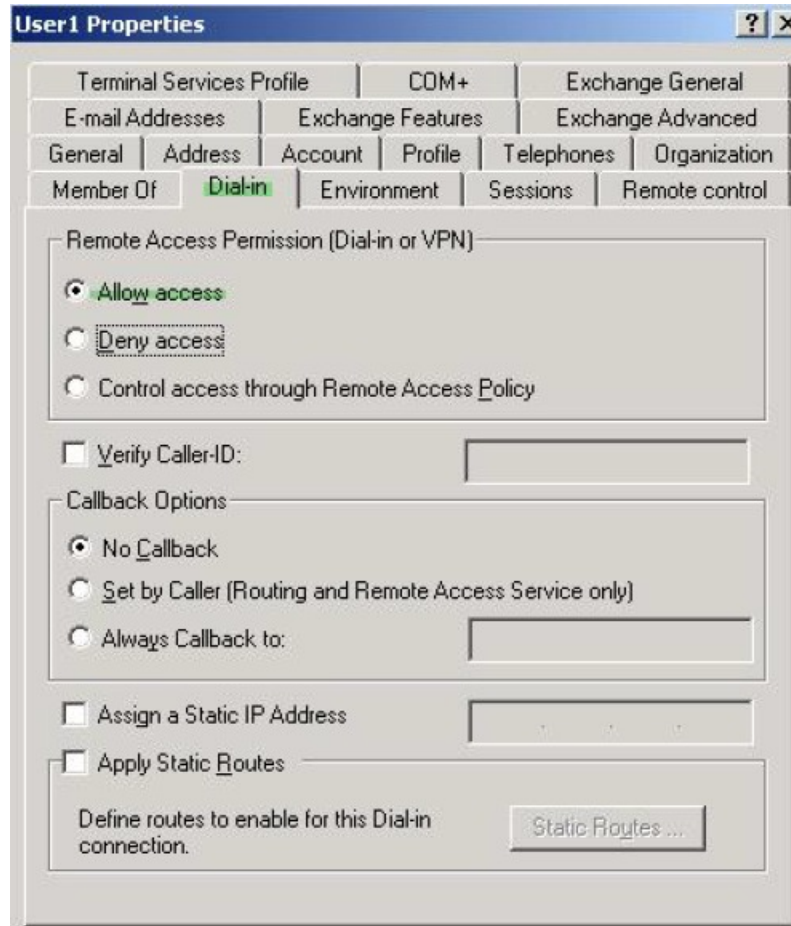 User1 Properties
Terminal Services Profile COM+ Exchange General
E-mail Addresses Exchange Features Exchange Advanced
General Address Account Profile Telephones Organization
Member Of Dial-in Environment Sessions Remote control
Remote Access Permission (Dial-in or VPN)
Allow access
Deny access
Control access through Remote Access Policy
Verify Caller-ID:
Callback Options
No Callback
Set by Caller (Routing and Remote Access Service only)
Always Callback to:
Assign a Static IP Address
Apply Static Routes
Define routes to enable for this Dial-in
connection.
Static Routes ...